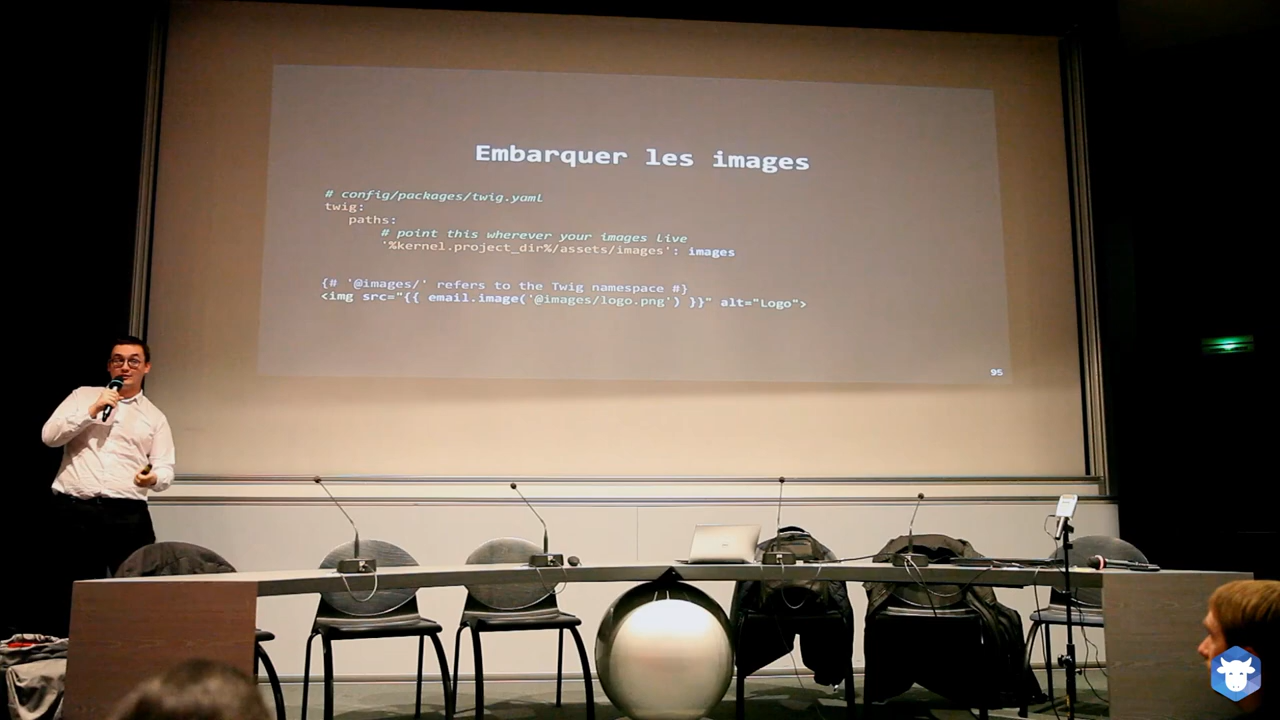 Embarquer les images
# config/packages/twig.yaml
twig:
paths:
# point this wherever your images live
'%kernel.project_dir%/assets/images': images
{# '@images/' refers to the Twig namespace #}
<img src="{{ email.image('@images/logo.png') }}" alt="Logo">
95